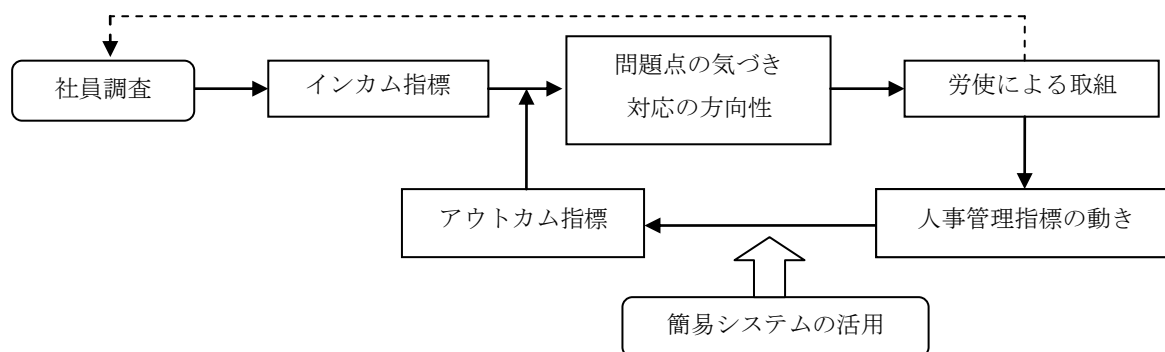 社員調査
インカム指標
問題点の気づき
対応の方向性
労使による取組
アウトカム指標
人事管理指標の動き
簡易システムの活用